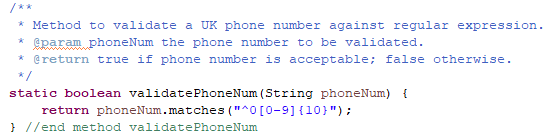 /**
 * Method to validate a UK phone number against regular expression.
 * @param phoneNum the phone number to be validated.
 * @return true if phone number is acceptable; false otherwise.
 */
static boolean validatePhoneNum(String phoneNum) {
    return phoneNum.matches("^0[0-9]{10}");
} //end method validatePhoneNum